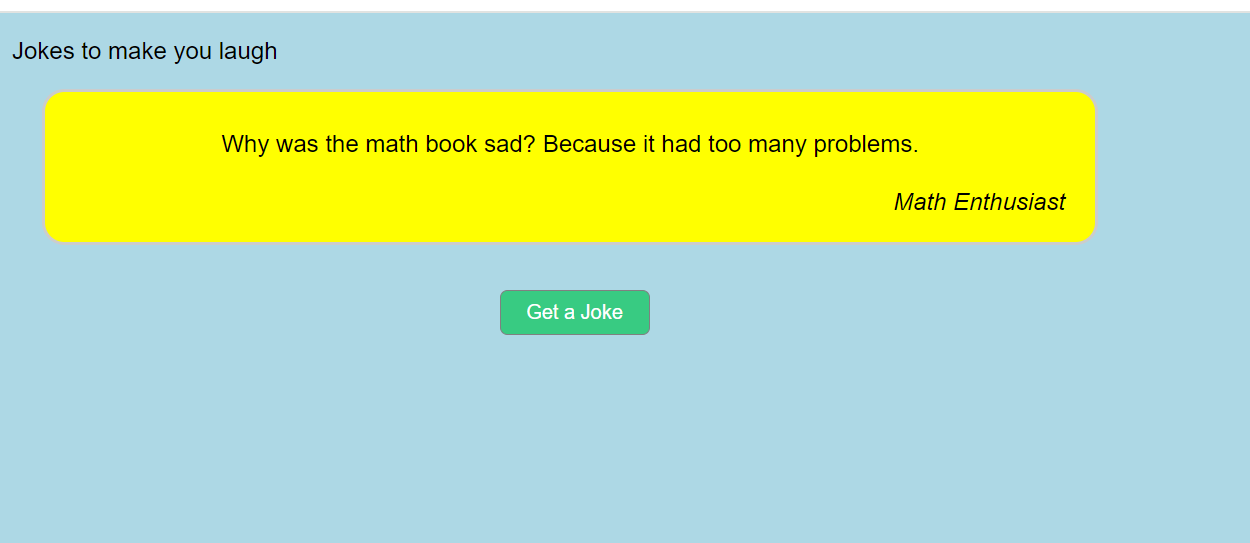 Jokes to make you laugh
Why was the math book sad? Because it had too many problems.
Math Enthusiast
Get a Joke